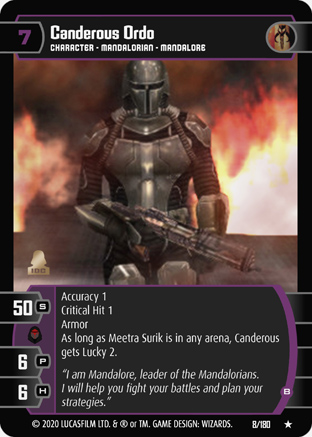 7
Canderous Ordo
CHARACTER • MANDALORIAN • MANDALORE
IDC
50 S
6 P
6 H
Accuracy 1
Critical Hit 1
Armor
As long as Meetra Surik is in any arena, Canderous
gets Lucky 2.
"I am Mandalore, leader of the Mandalorians.
I will help you fight your battles and plan your
strategies."
B
© 2020 LUCASFILM LTD. & ® OR TM. GAME DESIGN: WIZARDS.
8/180 ★